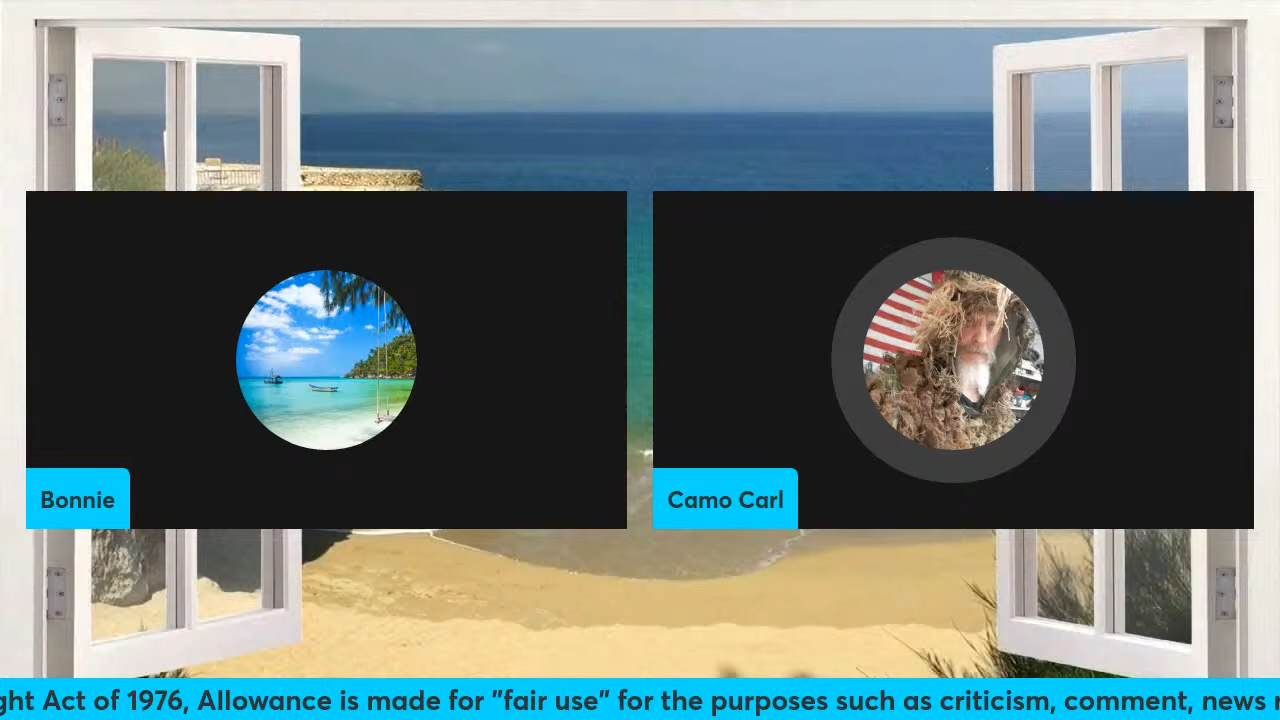 Bonnie
Camo Carl
ght Act of 1976, Allowance is made for "fair use" for the purposes such as criticism, comment, news